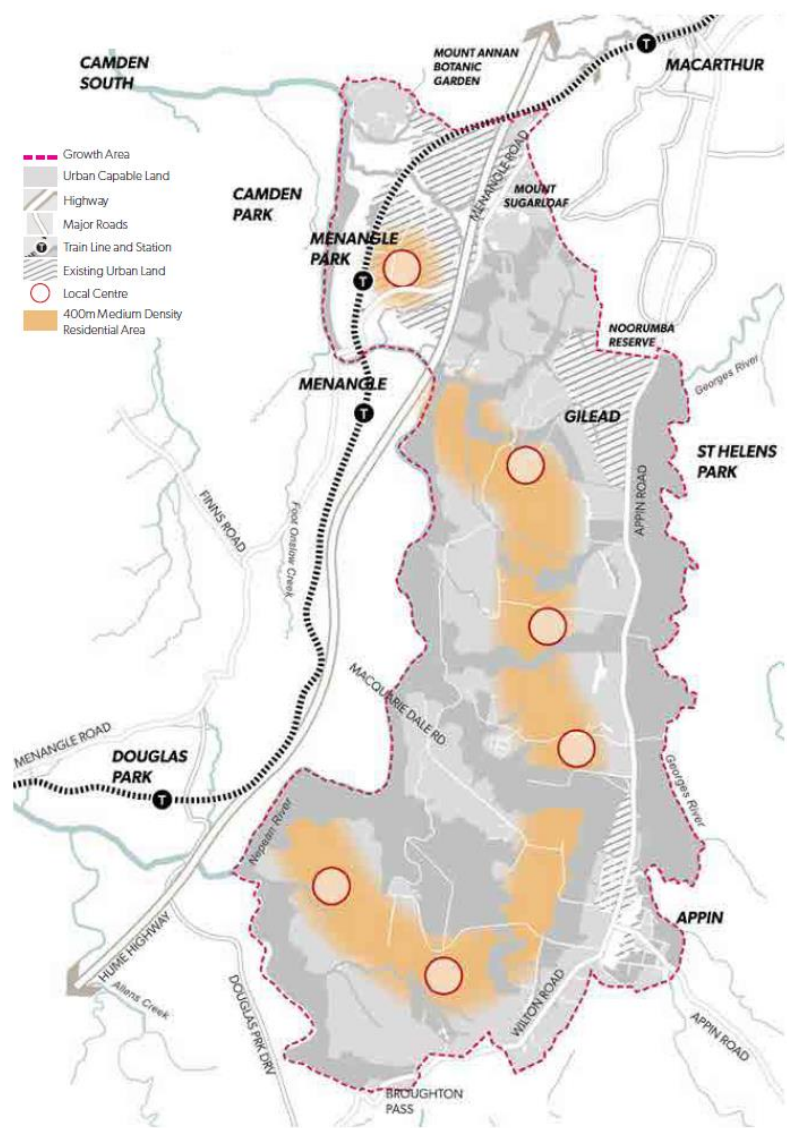 CAMDEN
SOUTH
MOUNT ANNAN
BOTANIC
GARDEN
T
MACARTHUR
Growth Area
Urban Capable Land
Highway
Major Roads
T
Train Line and Station
Existing Urban Land
Local Centre
400m Medium Density
Residential Area
CAMDEN
PARK
MENANGLE ROAD
MOUNT
SUGARLOAF
MENANGLE
PARK
T
NOORUMBA
RESERVE
Georges River
MENANGLE
T
GILEAD
ST HELENS
PARK
FINNS ROAD
Foot Onslow Creek
APPIN ROAD
MACQUARIE DALE RD
MENANGLE ROAD
DOUGLAS
PARK
T
Georges River
Nepean River
HUME HIGHWAY
Allens Creek
DOUGLAS PRK DRV
APPIN
WILTON ROAD
APPIN ROAD
BROUGHTON
PASS